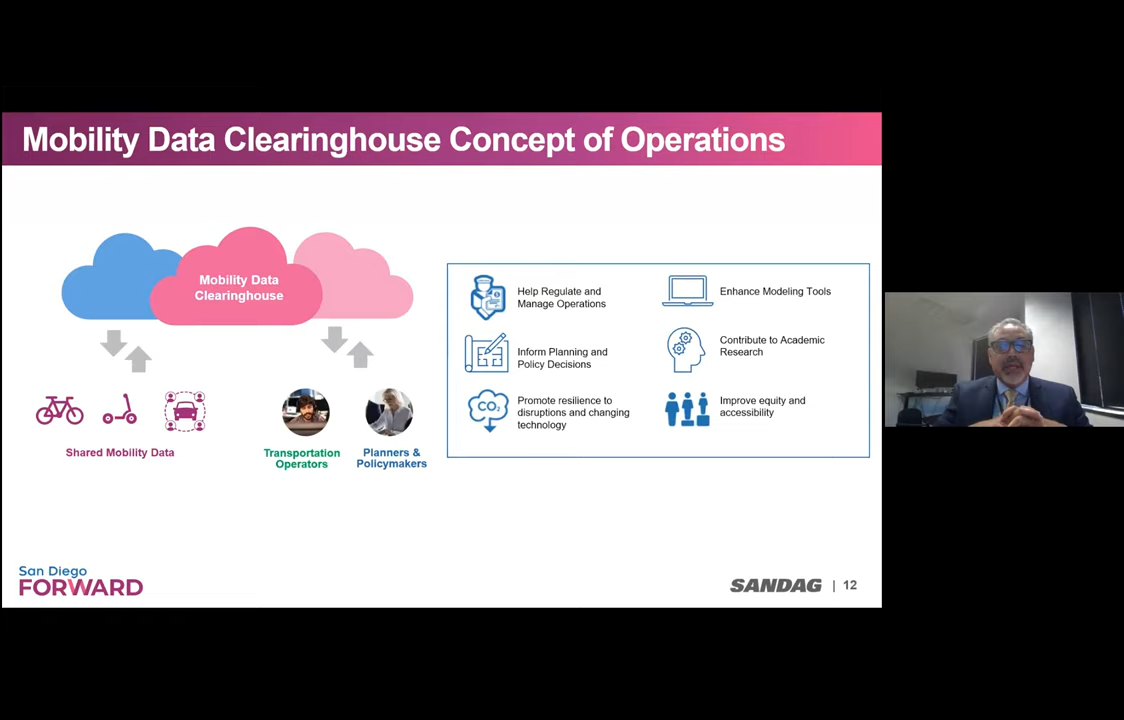 Mobility Data Clearinghouse Concept of Operations
Mobility Data
Clearinghouse
Shared Mobility Data
Transportation
Operators
Planners &
Policymakers
Help Regulate and
Manage Operations
Enhance Modeling Tools
Inform Planning and
Policy Decisions
Contribute to Academic
Research
CO₂
Promote resilience to
disruptions and changing
technology
Improve equity and
accessibility
San Diego
FORWARD
SANDAG | 12